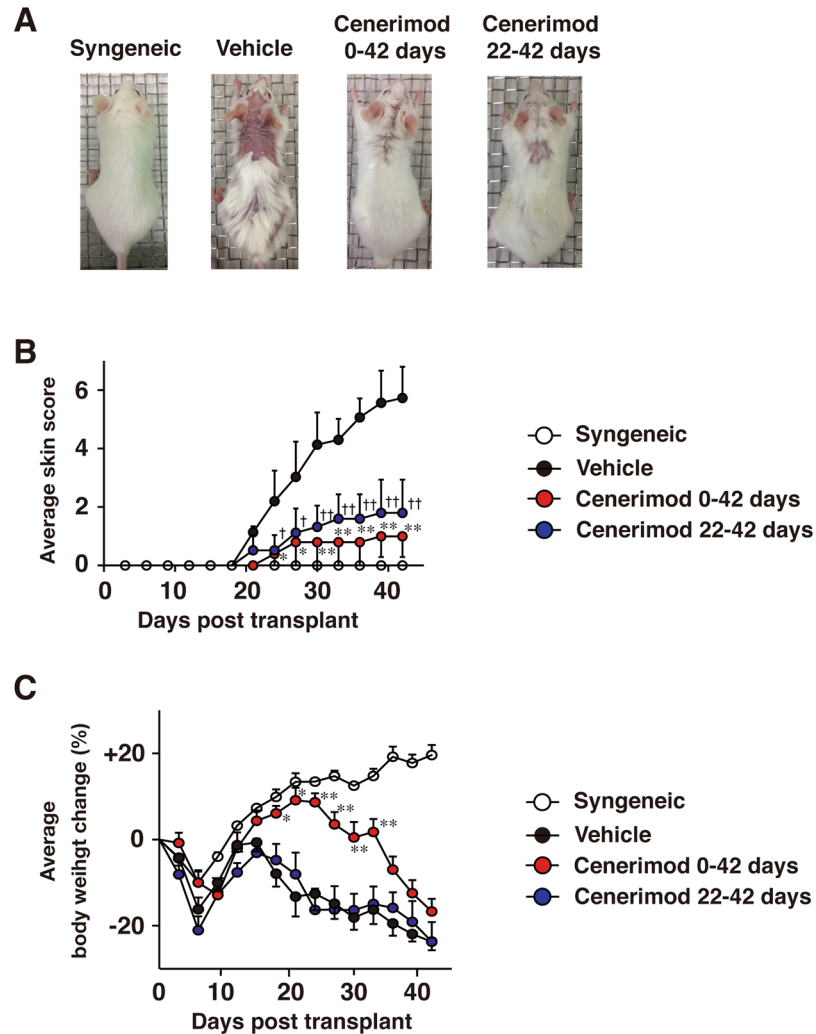 A
Syngeneic
Vehicle
Cenerimod
0-42 days
Cenerimod
22-42 days
B
Average skin score
6
4
2
0
† † †† †† †† †† ††
* * ** ** ** ** **
0 10 20 30 40
Days post transplant
Syngeneic
Vehicle
Cenerimod 0-42 days
Cenerimod 22-42 days
C
Average
body weihgt change (%)
+20
0
-20
* * ** ** ** **
0 10 20 30 40
Days post transplant
Syngeneic
Vehicle
Cenerimod 0-42 days
Cenerimod 22-42 days